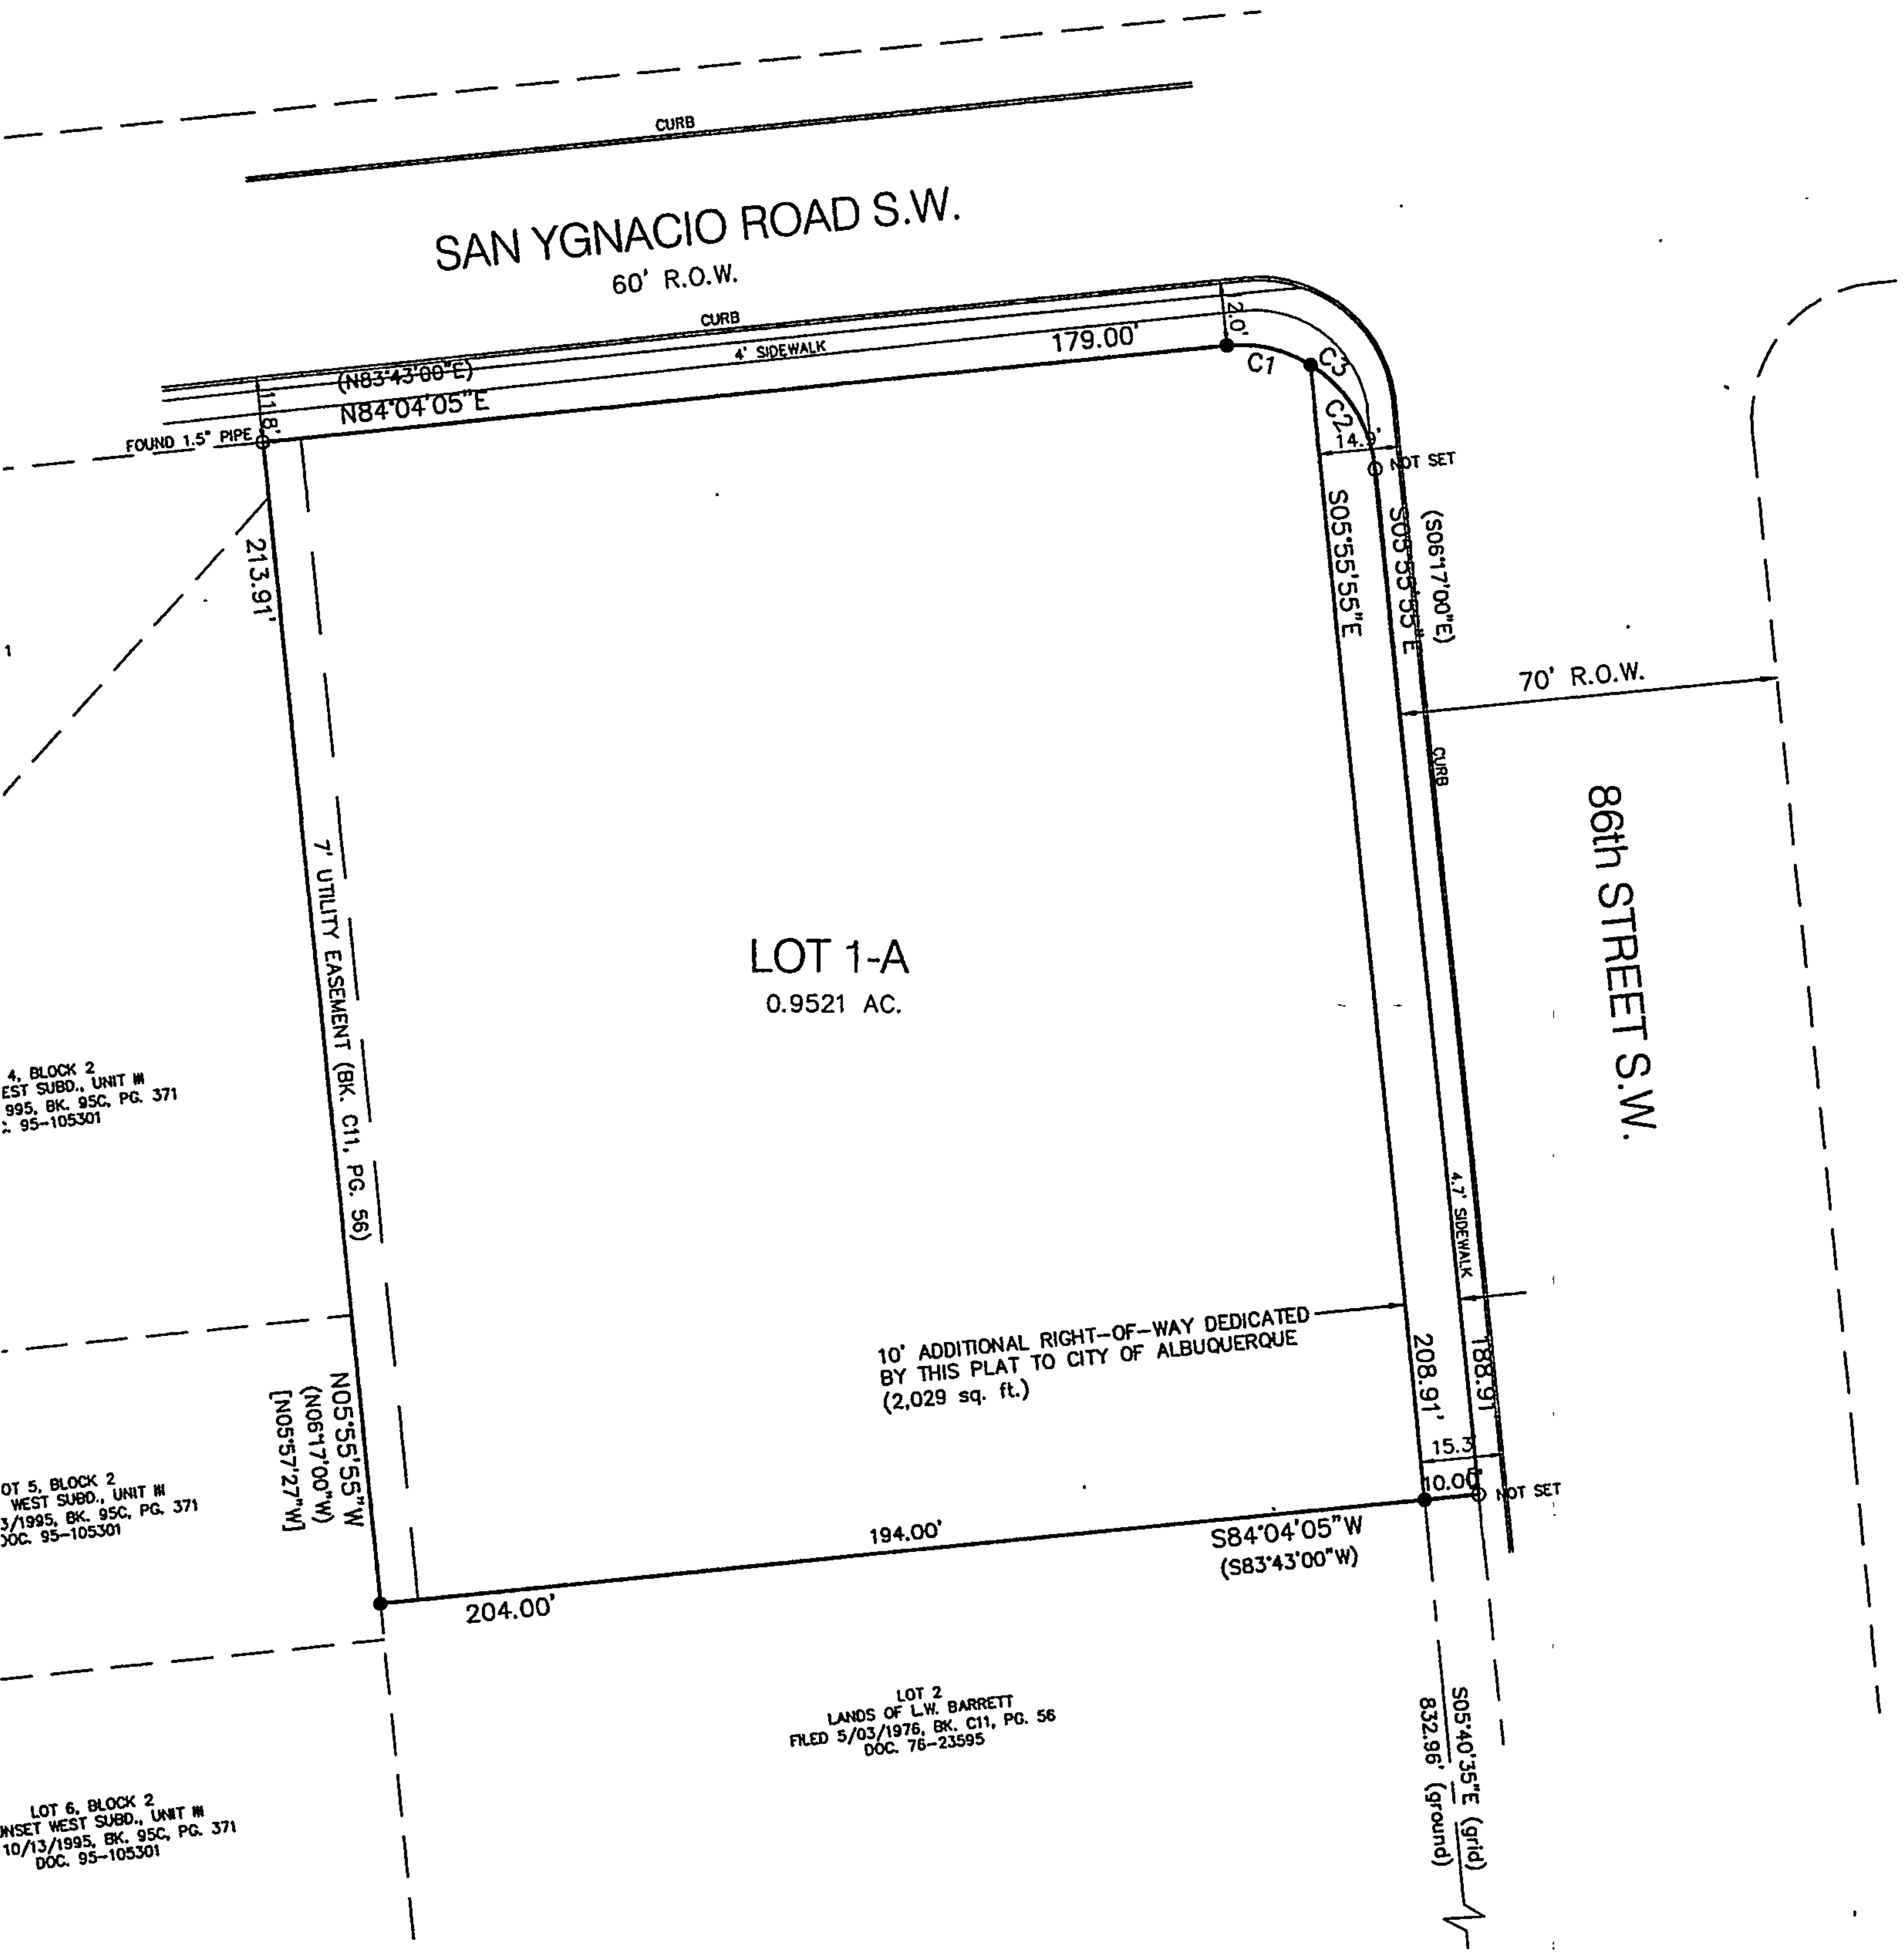 CURB
SAN YGNACIO ROAD S.W.
60' R.O.W.
CURB
4' SIDEWALK
179.00'
2.0'
C1
C3
C2
(N83°43'00"E)
N84°04'05"E
11.8'
FOUND 1.5" PIPE
14.9'
NOT SET
S05°55'55"E
S05°55'55"E
(S06°17'00"E)
213.91'
1
70' R.O.W.
CURB
86th STREET S.W.
7' UTILITY EASEMENT (BK. C11, PG. 56)
LOT 1-A
0.9521 AC.
4, BLOCK 2
EST SUBD., UNIT III
995, BK. 95C, PG. 371
95-105301
4.7' SIDEWALK
10' ADDITIONAL RIGHT-OF-WAY DEDICATED
BY THIS PLAT TO CITY OF ALBUQUERQUE
(2,029 sq. ft.)
208.91'
188.91'
N05°55'55"W
(N06°17'00"W)
[N05°57'27"W]
15.3'
10.00'
NOT SET
OT 5, BLOCK 2
WEST SUBD., UNIT III
3/1995, BK. 95C, PG. 371
OC. 95-105301
194.00'
S84°04'05"W
(S83°43'00"W)
204.00'
LOT 2
LANDS OF L.W. BARRETT
FILED 5/03/1976, BK. C11, PG. 56
DOC. 76-23595
S05°40'35"E (grid)
832.96' (ground)
LOT 6, BLOCK 2
NSET WEST SUBD., UNIT III
10/13/1995, BK. 95C, PG. 371
DOC. 95-105301